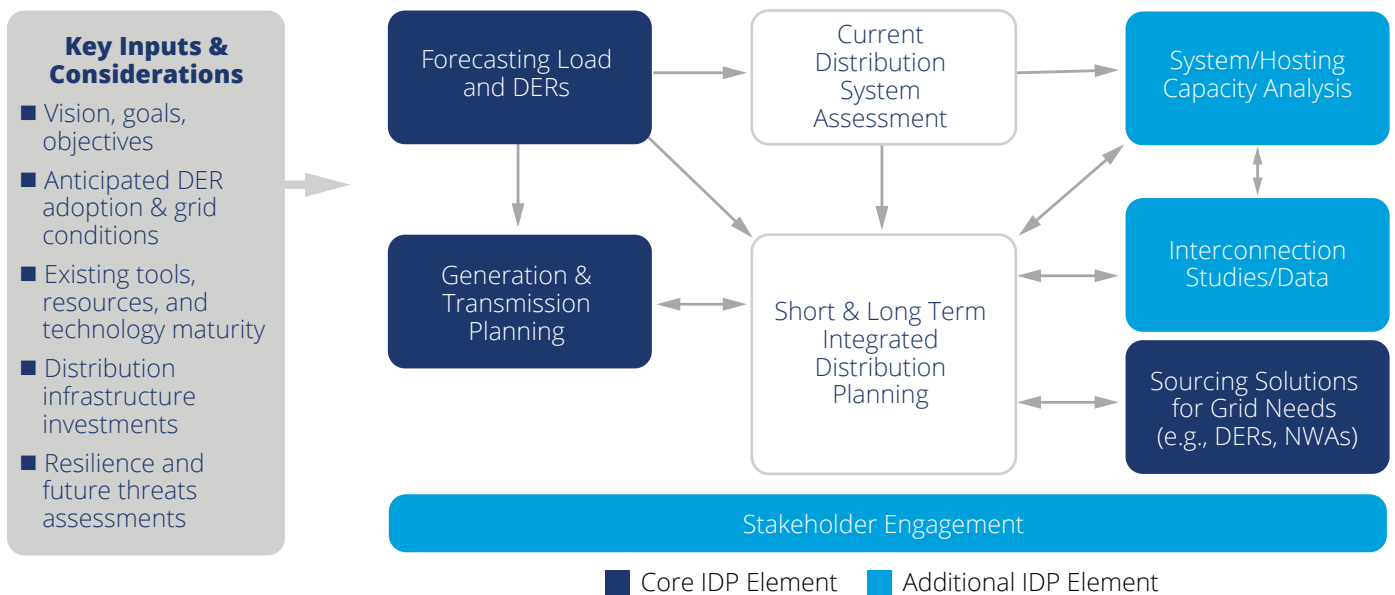 Key Inputs &
Considerations
■ Vision, goals,
objectives
■ Anticipated DER
adoption & grid
conditions
■ Existing tools,
resources, and
technology maturity
■ Distribution
infrastructure
investments
■ Resilience and
future threats
assessments
Forecasting Load
and DERs
Current
Distribution
System
Assessment
System/Hosting
Capacity Analysis
Generation &
Transmission
Planning
Short & Long Term
Integrated
Distribution
Planning
Interconnection
Studies/Data
Sourcing Solutions
for Grid Needs
(e.g., DERs, NWAs)
Stakeholder Engagement
Core IDP Element
Additional IDP Element